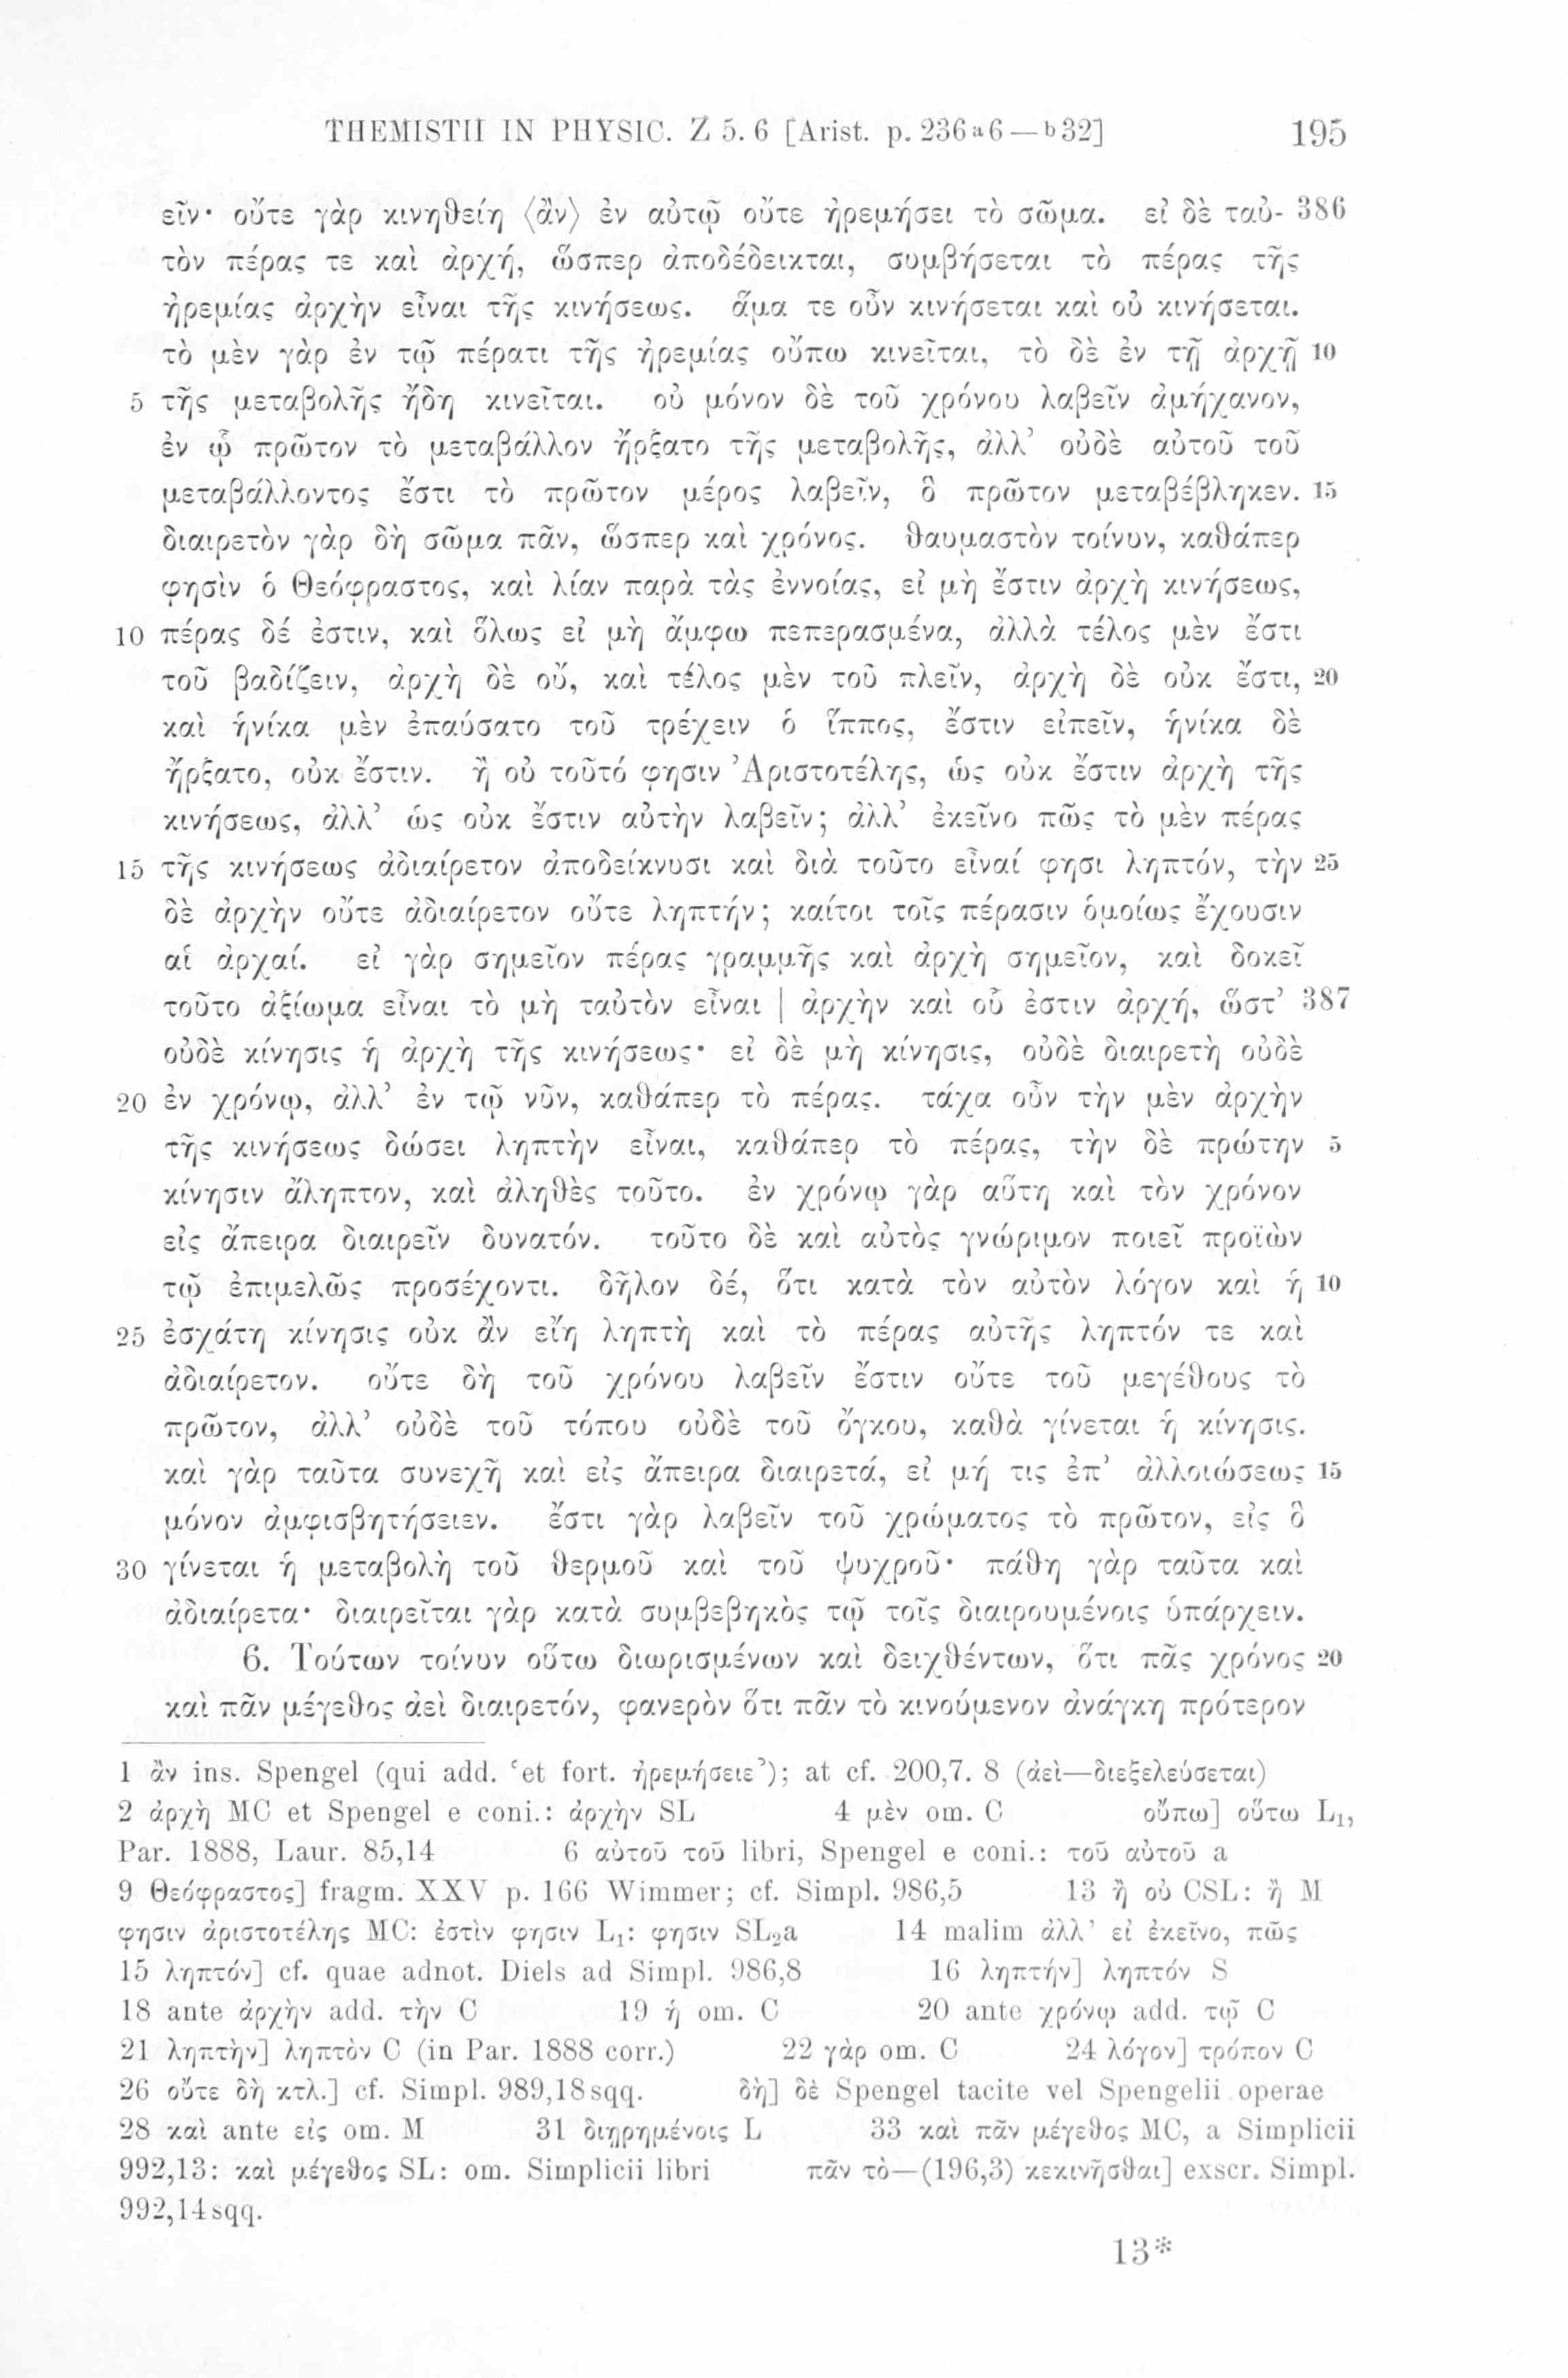 THEMISTII IN PHYSIC. Z 5. 6 [Arist. p. 236 a 6 — b 32] 195
εῖν· οὔτε γὰρ κινηθείη ⟨ἂν⟩ ἐν αὐτῷ οὔτε ἠρεμήσει τὸ σῶμα. εἰ δὲ ταὐ- 386
τὸν πέρας τε καὶ ἀρχή, ὥσπερ ἀποδέδεικται, συμβήσεται τὸ πέρας τῆς
ἠρεμίας ἀρχὴν εἶναι τῆς κινήσεως. ἅμα τε οὖν κινήσεται καὶ οὐ κινήσεται.
τὸ μὲν γὰρ ἐν τῷ πέρατι τῆς ἠρεμίας οὔπω κινεῖται, τὸ δὲ ἐν τῇ ἀρχῇ 10
5 τῆς μεταβολῆς ἤδη κινεῖται. οὐ μόνον δὲ τοῦ χρόνου λαβεῖν ἀμήχανον,
ἐν ᾧ πρῶτον τὸ μεταβάλλον ἤρξατο τῆς μεταβολῆς, ἀλλ’ οὐδὲ αὐτοῦ τοῦ
μεταβάλλοντος ἔστι τὸ πρῶτον μέρος λαβεῖν, ὃ πρῶτον μεταβέβληκεν. 15
διαιρετὸν γὰρ δὴ σῶμα πᾶν, ὥσπερ καὶ χρόνος. θαυμαστὸν τοίνυν, καθάπερ
φησὶν ὁ Θεόφραστος, καὶ λίαν παρὰ τὰς ἐννοίας, εἰ μὴ ἔστιν ἀρχὴ κινήσεως,
10 πέρας δέ ἐστιν, καὶ ὅλως εἰ μὴ ἄμφω πεπερασμένα, ἀλλὰ τέλος μὲν ἔστι
τοῦ βαδίζειν, ἀρχὴ δὲ οὔ, καὶ τέλος μὲν τοῦ πλεῖν, ἀρχὴ δὲ οὐκ ἔστι, 20
καὶ ἡνίκα μὲν ἐπαύσατο τοῦ τρέχειν ὁ ἵππος, ἔστιν εἰπεῖν, ἡνίκα δὲ
ἤρξατο, οὐκ ἔστιν. ἢ οὐ τοῦτό φησιν Ἀριστοτέλης, ὡς οὐκ ἔστιν ἀρχὴ τῆς
κινήσεως, ἀλλ’ ὡς οὐκ ἔστιν αὐτὴν λαβεῖν; ἀλλ’ ἐκεῖνο πῶς τὸ μὲν πέρας
15 τῆς κινήσεως ἀδιαίρετον ἀποδείκνυσι καὶ διὰ τοῦτο εἶναί φησι ληπτόν, τὴν 25
δὲ ἀρχὴν οὔτε ἀδιαίρετον οὔτε ληπτήν; καίτοι τοῖς πέρασιν ὁμοίως ἔχουσιν
αἱ ἀρχαί. εἰ γὰρ σημεῖον πέρας γραμμῆς καὶ ἀρχὴ σημεῖον, καὶ δοκεῖ
τοῦτο ἀξίωμα εἶναι τὸ μὴ ταὐτὸν εἶναι | ἀρχὴν καὶ οὗ ἐστιν ἀρχή, ὥστ’ 387
οὐδὲ κίνησις ἡ ἀρχὴ τῆς κινήσεως· εἰ δὲ μὴ κίνησις, οὐδὲ διαιρετὴ οὐδὲ
20 ἐν χρόνῳ, ἀλλ’ ἐν τῷ νῦν, καθάπερ τὸ πέρας. τάχα οὖν τὴν μὲν ἀρχὴν
τῆς κινήσεως δώσει ληπτὴν εἶναι, καθάπερ τὸ πέρας, τὴν δὲ πρώτην 5
κίνησιν ἄληπτον, καὶ ἀληθὲς τοῦτο. ἐν χρόνῳ γὰρ αὕτη καὶ τὸν χρόνον
εἰς ἄπειρα διαιρεῖν δυνατόν. τοῦτο δὲ καὶ αὐτὸς γνώριμον ποιεῖ προϊὼν
τῷ ἐπιμελῶς προσέχοντι. δῆλον δέ, ὅτι κατὰ τὸν αὐτὸν λόγον καὶ ἡ 10
25 ἐσχάτη κίνησις οὐκ ἂν εἴη ληπτὴ καὶ τὸ πέρας αὐτῆς ληπτόν τε καὶ
ἀδιαίρετον. οὔτε δὴ τοῦ χρόνου λαβεῖν ἔστιν οὔτε τοῦ μεγέθους τὸ
πρῶτον, ἀλλ’ οὐδὲ τοῦ τόπου οὐδὲ τοῦ ὄγκου, καθὰ γίνεται ἡ κίνησις.
καὶ γὰρ ταῦτα συνεχῆ καὶ εἰς ἄπειρα διαιρετά, εἰ μή τις ἐπ’ ἀλλοιώσεως 15
μόνον ἀμφισβητήσειεν. ἔστι γὰρ λαβεῖν τοῦ χρώματος τὸ πρῶτον, εἰς ὃ
30 γίνεται ἡ μεταβολὴ τοῦ θερμοῦ καὶ τοῦ ψυχροῦ· πάθη γὰρ ταῦτα καὶ
ἀδιαίρετα· διαιρεῖται γὰρ κατὰ συμβεβηκὸς τῷ τοῖς διαιρουμένοις ὑπάρχειν.
6. Τούτων τοίνυν οὕτω διωρισμένων καὶ δειχθέντων, ὅτι πᾶς χρόνος 20
καὶ πᾶν μέγεθος ἀεὶ διαιρετόν, φανερὸν ὅτι πᾶν τὸ κινούμενον ἀνάγκη πρότερον
1 ἂν ins. Spengel (qui add. ‘et fort. ἠρεμήσειε’); at cf. 200,7. 8 (ἀεὶ—διεξελεύσεται)
2 ἀρχὴ MC et Spengel e coni.: ἀρχὴν SL 4 μὲν om. C οὔπω] οὕτω L₁,
Par. 1888, Laur. 85,14 6 αὐτοῦ τοῦ libri, Spengel e coni.: τοῦ αὐτοῦ a
9 Θεόφραστος] fragm. XXV p. 166 Wimmer; cf. Simpl. 986,5 13 ἢ οὐ CSL: ἢ M
φησιν ἀριστοτέλης MC: ἐστὶν φησιν L₁: φησιν SL₂a 14 malim ἀλλ’ εἰ ἐκεῖνο, πῶς
15 ληπτόν] cf. quae adnot. Diels ad Simpl. 986,8 16 ληπτήν] ληπτόν S
18 ante ἀρχὴν add. τὴν C 19 ἡ om. C 20 ante χρόνῳ add. τῷ C
21 ληπτὴν] ληπτὸν C (in Par. 1888 corr.) 22 γὰρ om. C 24 λόγον] τρόπον C
26 οὔτε δὴ κτλ.] cf. Simpl. 989,18 sqq. δὴ] δὲ Spengel tacite vel Spengelii operae
28 καὶ ante εἰς om. M 31 διῃρημένοις L 33 καὶ πᾶν μέγεθος MC, a Simplicii
992,13: καὶ μέγεθος SL: om. Simplicii libri πᾶν τὸ—(196,3) κεκινῆσθαι] exscr. Simpl.
992,14 sqq.
13*